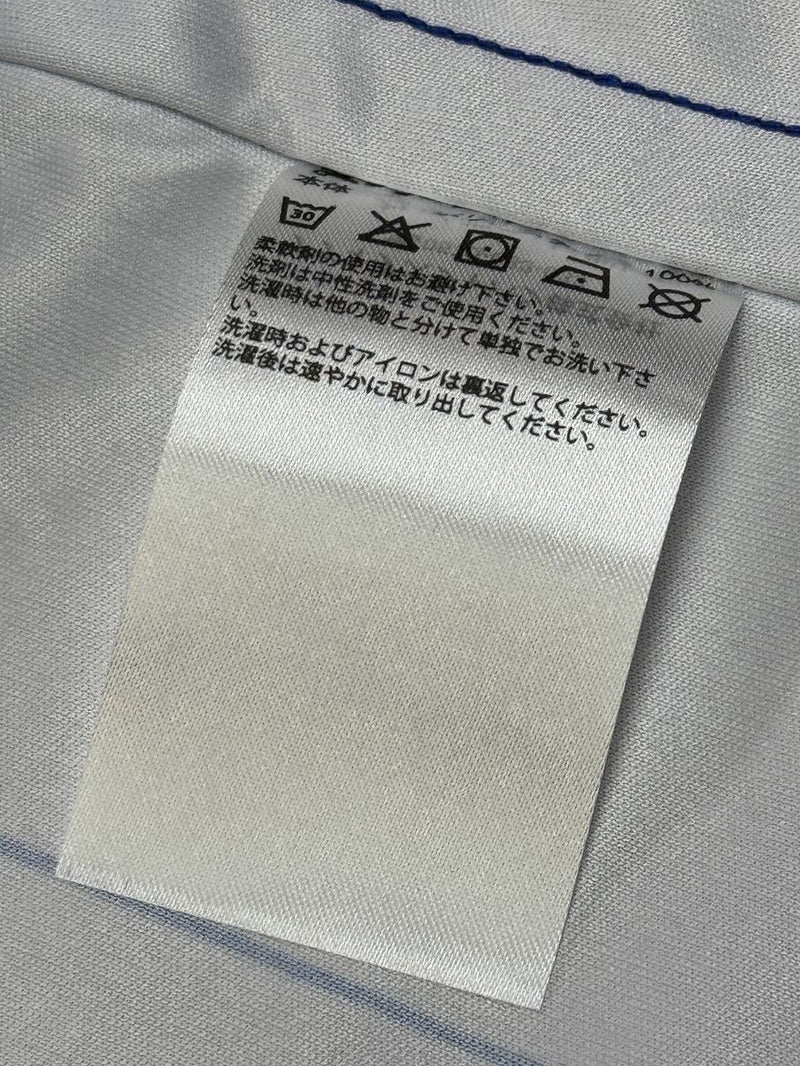 本体
100%
30
柔軟剤の使用はお避け下さい。
洗剤は中性洗剤をご使用ください。
洗濯時は他の物と分けて単独でお洗い下さ
い。
洗濯時およびアイロンは裏返してください。
洗濯後は速やかに取り出してください。